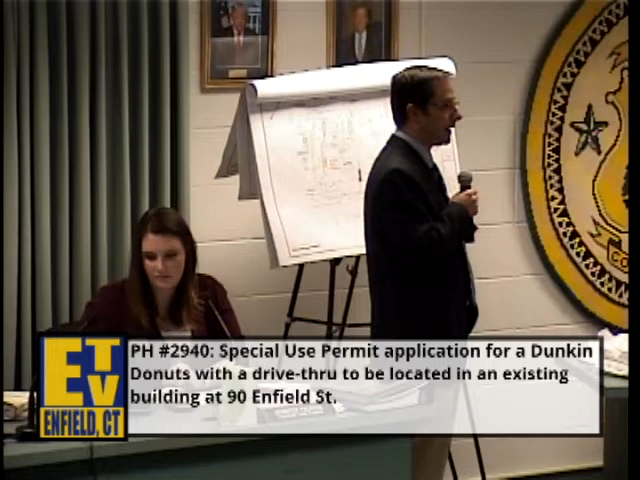 PH #2940: Special Use Permit application for a Dunkin
Donuts with a drive-thru to be located in an existing
building at 90 Enfield St.
ETV
ENFIELD, CT